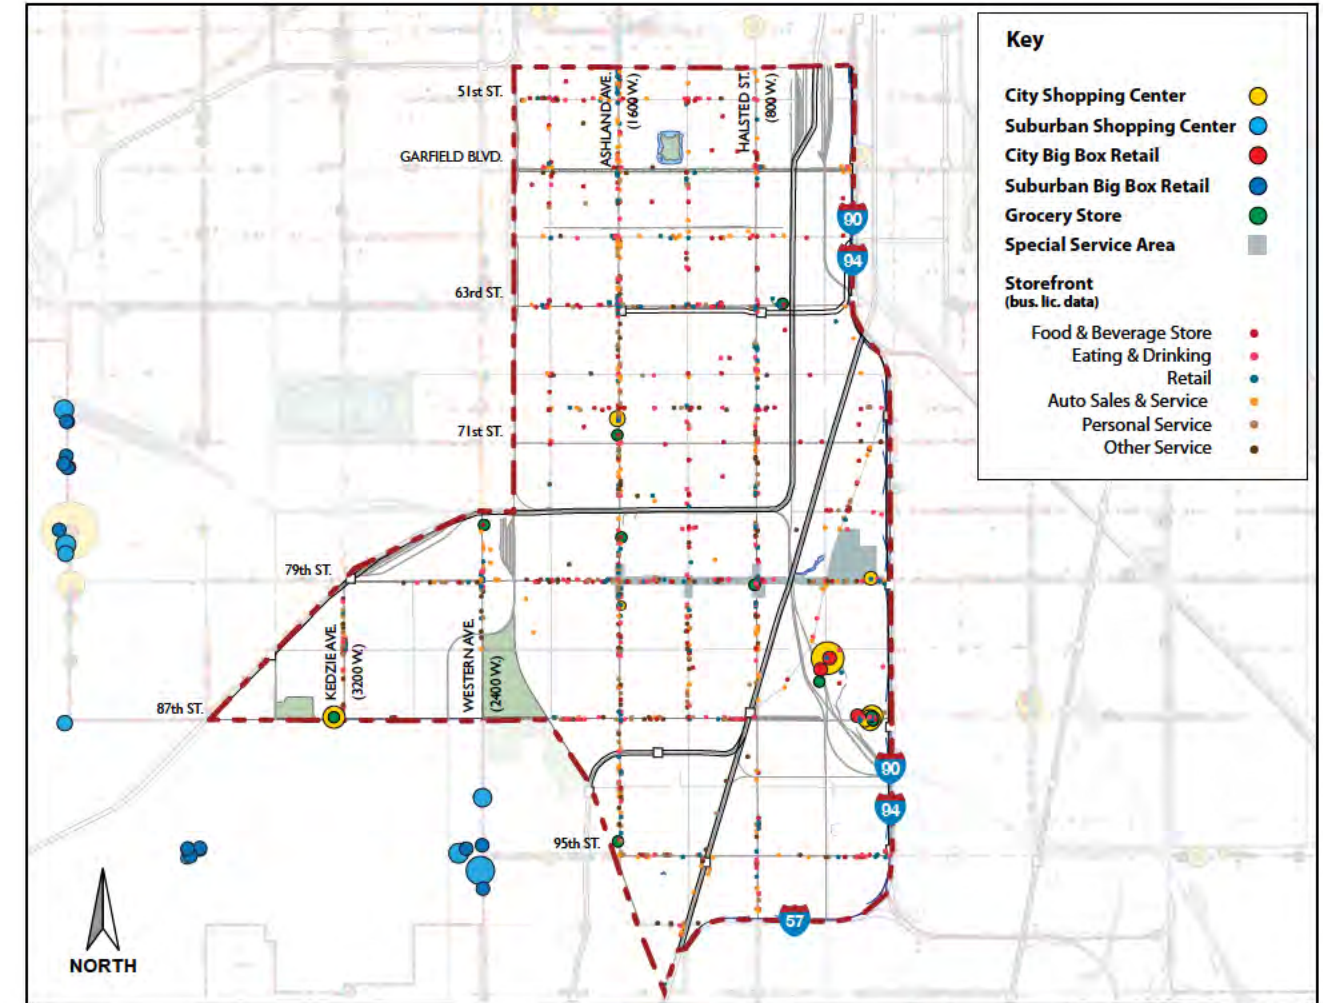 Key
City Shopping Center
Suburban Shopping Center
City Big Box Retail
Suburban Big Box Retail
Grocery Store
Special Service Area
Storefront
(bus. lic. data)
Food & Beverage Store
Eating & Drinking
Retail
Auto Sales & Service
Personal Service
Other Service
51st ST.
ASHLAND AVE.
(1600 W.)
HALSTED ST.
(800 W.)
GARFIELD BLVD.
90
94
63rd ST.
71st ST.
79th ST.
KEDZIE AVE.
(3200 W.)
WESTERN AVE.
(2400 W.)
87th ST.
90
94
95th ST.
57
NORTH